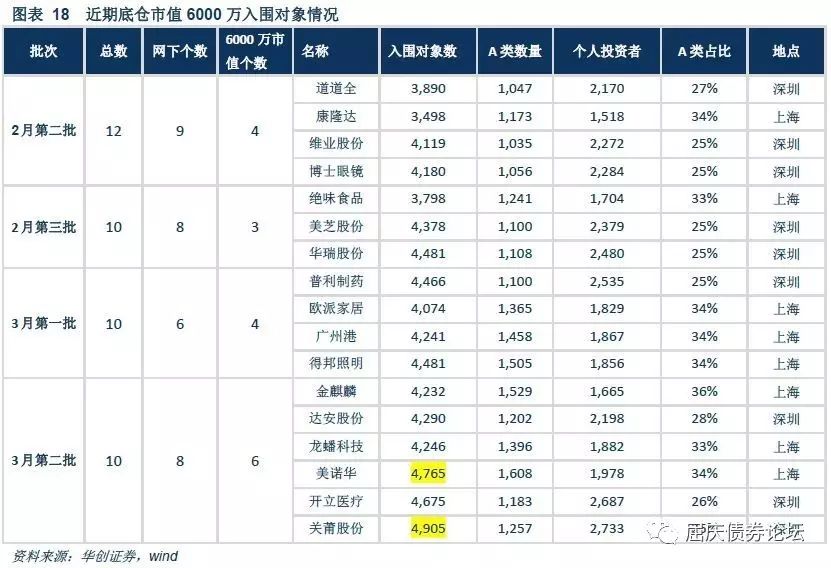 图表 18 近期底仓市值 6000 万入围对象情况
批次 总数 网下个数 6000 万市值个数 名称 入围对象数 A 类数量 个人投资者 A 类占比 地点
2月第二批 12 9 4 道道全 3,890 1,047 2,170 27% 深圳
康隆达 3,498 1,173 1,518 34% 上海
维业股份 4,119 1,035 2,272 25% 深圳
博士眼镜 4,180 1,056 2,284 25% 深圳
2月第三批 10 8 3 绝味食品 3,798 1,241 1,704 33% 上海
美芝股份 4,378 1,100 2,379 25% 深圳
华瑞股份 4,481 1,108 2,480 25% 深圳
3月第一批 10 6 4 普利制药 4,466 1,100 2,535 25% 深圳
欧派家居 4,074 1,365 1,829 34% 上海
广州港 4,241 1,458 1,867 34% 上海
得邦照明 4,481 1,505 1,856 34% 上海
3月第二批 10 8 6 金麒麟 4,232 1,529 1,665 36% 上海
达安股份 4,290 1,202 2,198 28% 深圳
龙蟠科技 4,246 1,396 1,882 33% 上海
美诺华 4,765 1,608 1,978 34% 上海
开立医疗 4,675 1,183 2,687 26% 深圳
关莆股份 4,905 1,257 2,733
屈庆债券论坛
资料来源：华创证券，wind